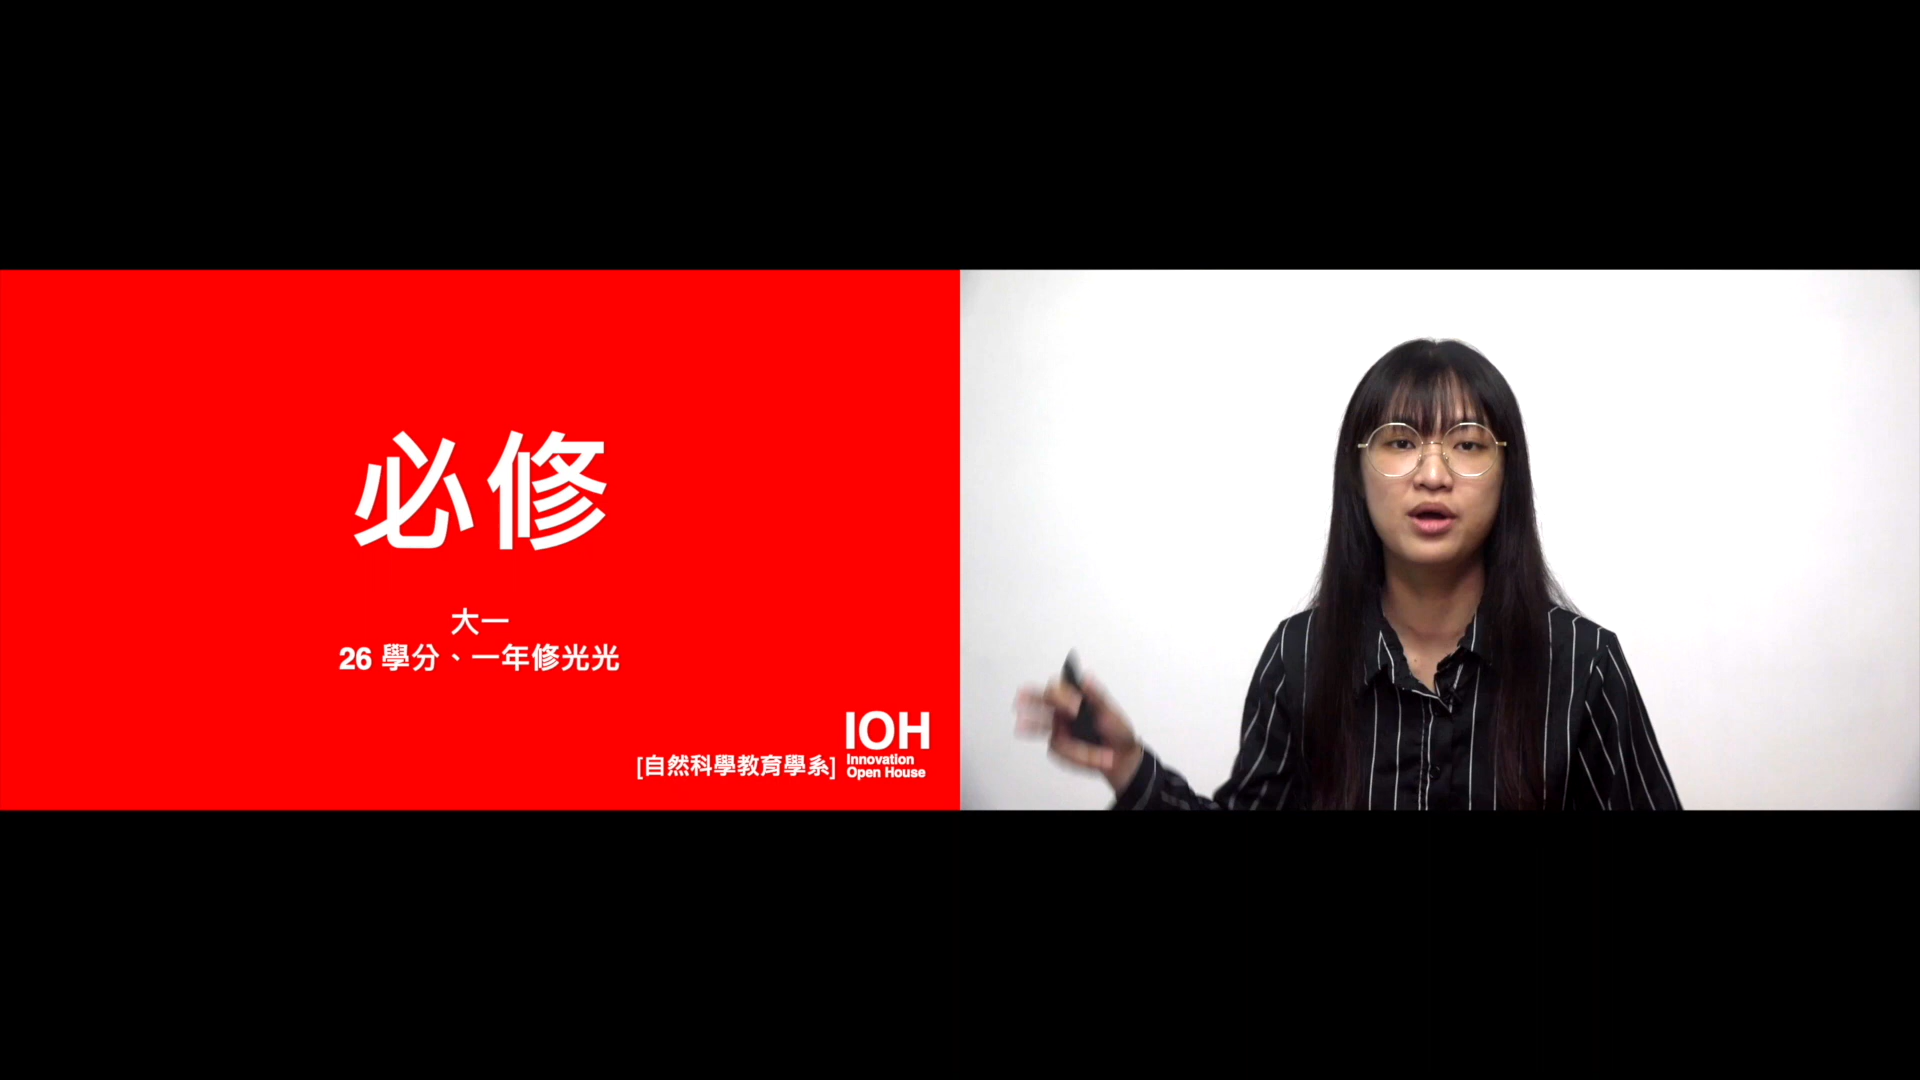 必修
大一
26 學分、一年修光光
[自然科學教育學系]
IOH
Innovation
Open House